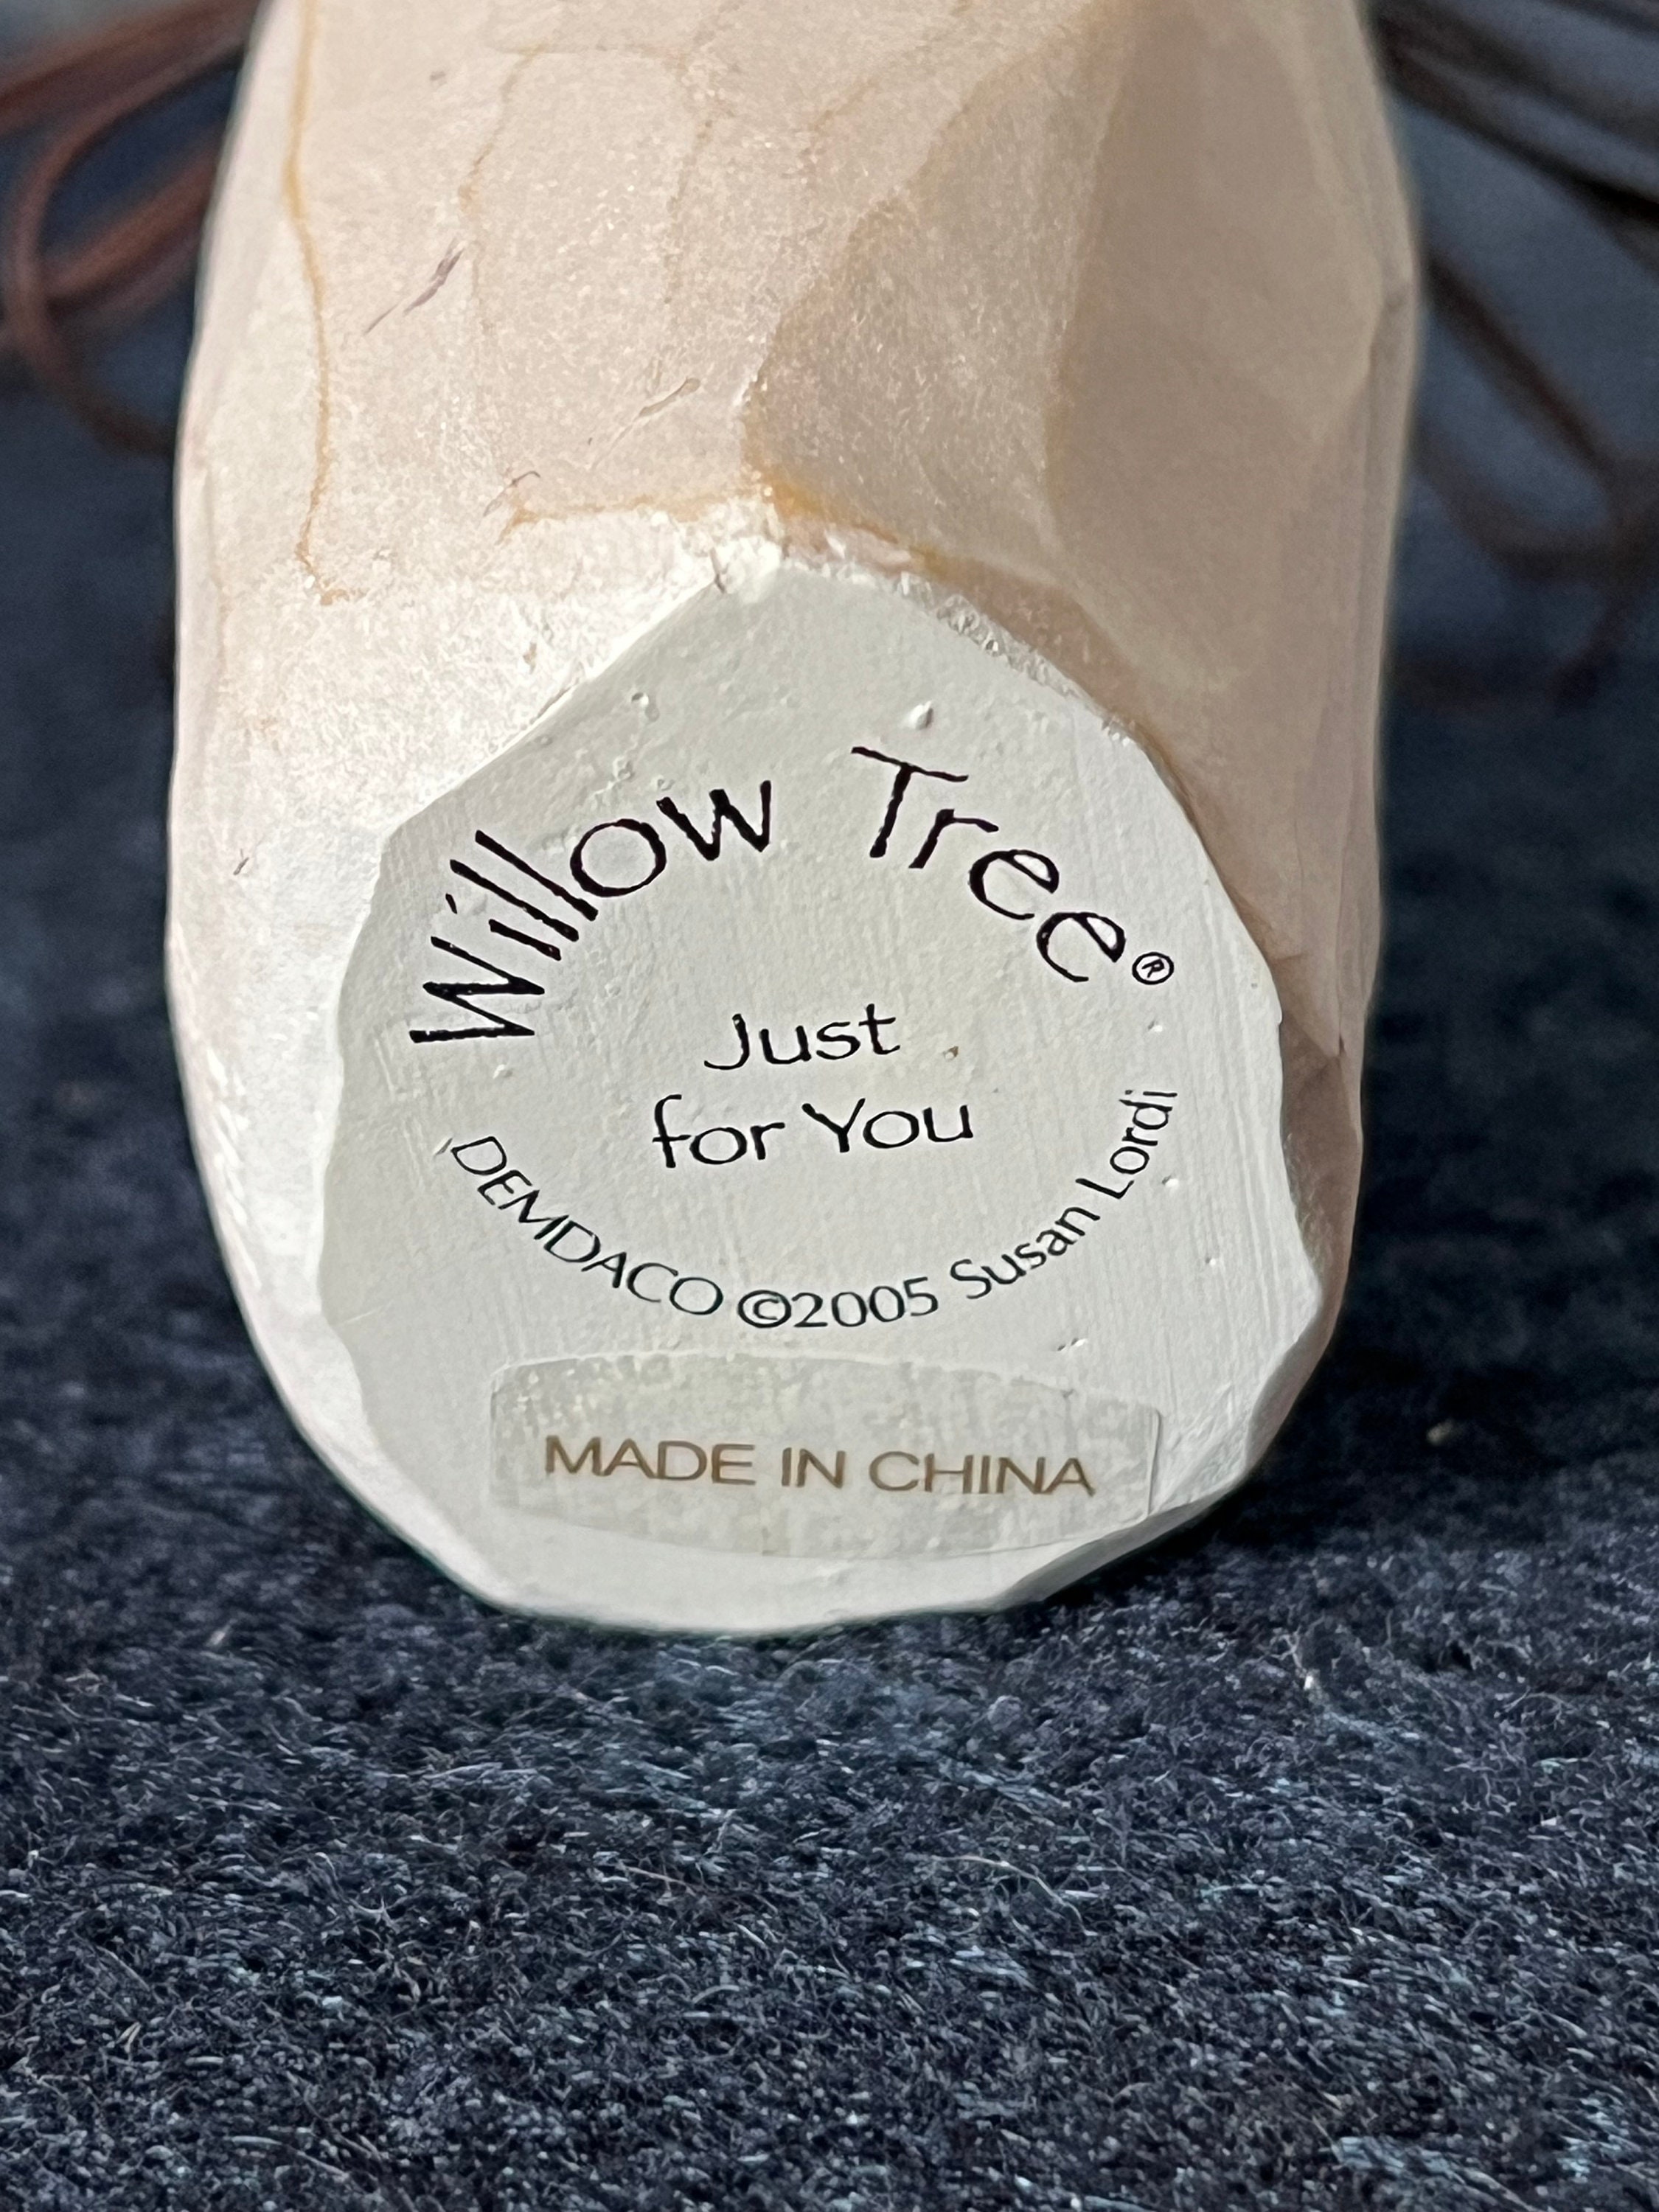 Willow Tree®
Just
for You
DEMDACO ©2005 Susan Lordi
MADE IN CHINA